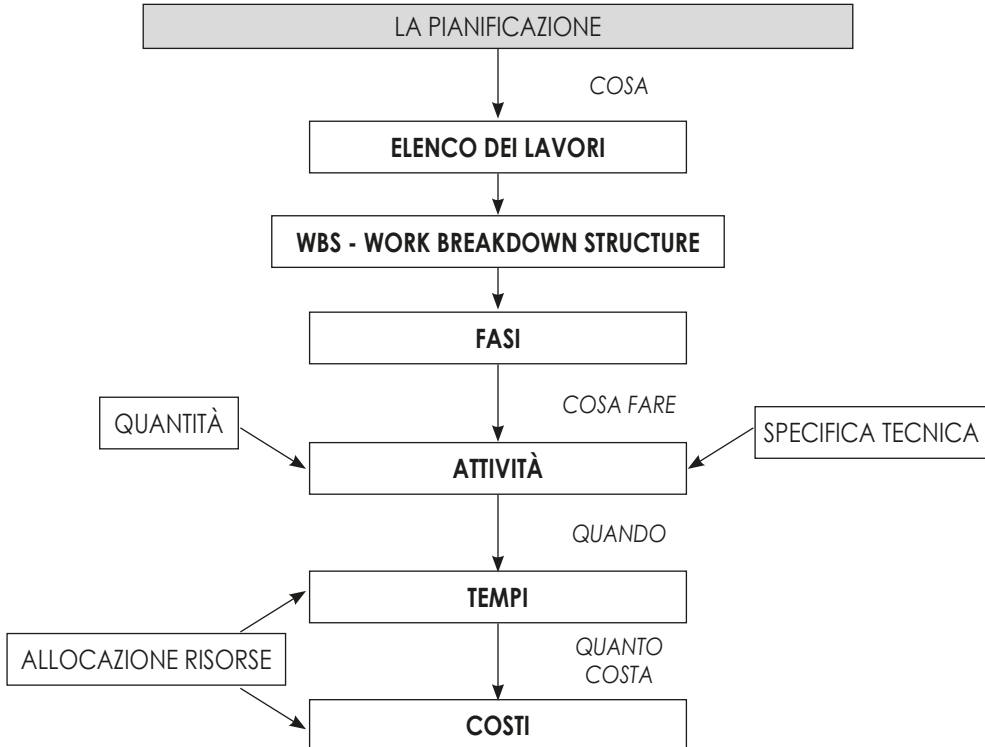 LA PIANIFICAZIONE
COSA
ELENCO DEI LAVORI
WBS - WORK BREAKDOWN STRUCTURE
FASI
COSA FARE
QUANTITÀ
SPECIFICA TECNICA
ATTIVITÀ
QUANDO
TEMPI
ALLOCAZIONE RISORSE
QUANTO
COSTA
COSTI